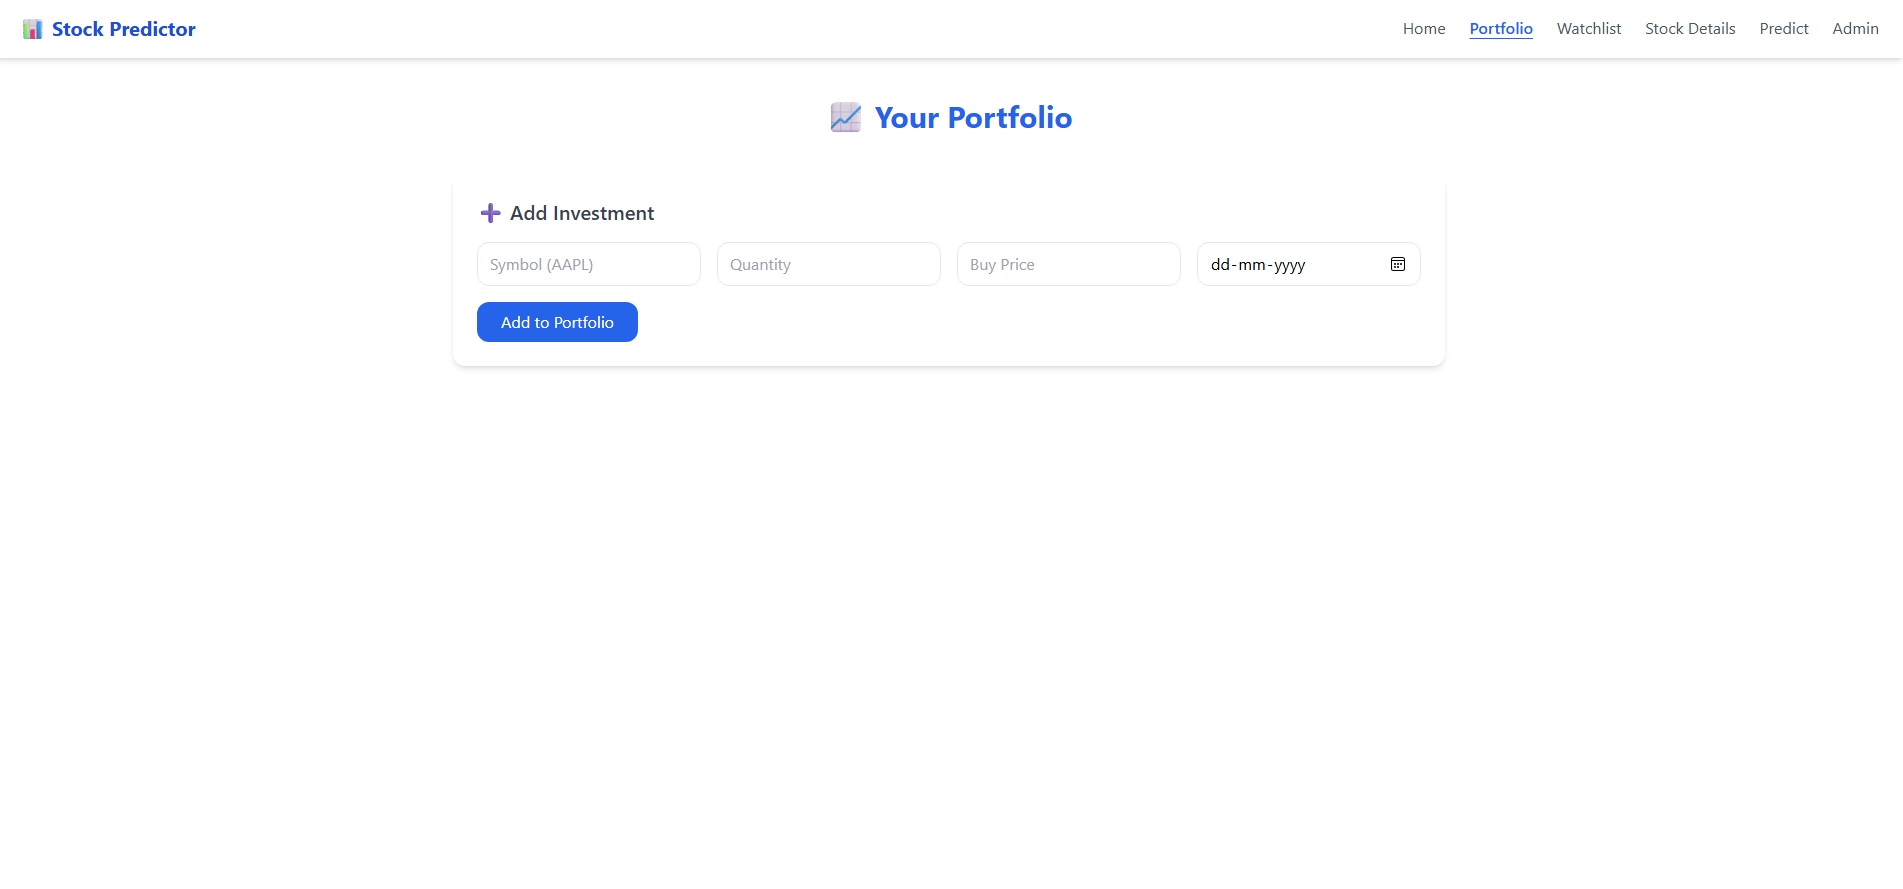 Stock Predictor
Home Portfolio Watchlist Stock Details Predict Admin
Your Portfolio
Add Investment
Symbol (AAPL) Quantity Buy Price dd-mm-yyyy
Add to Portfolio